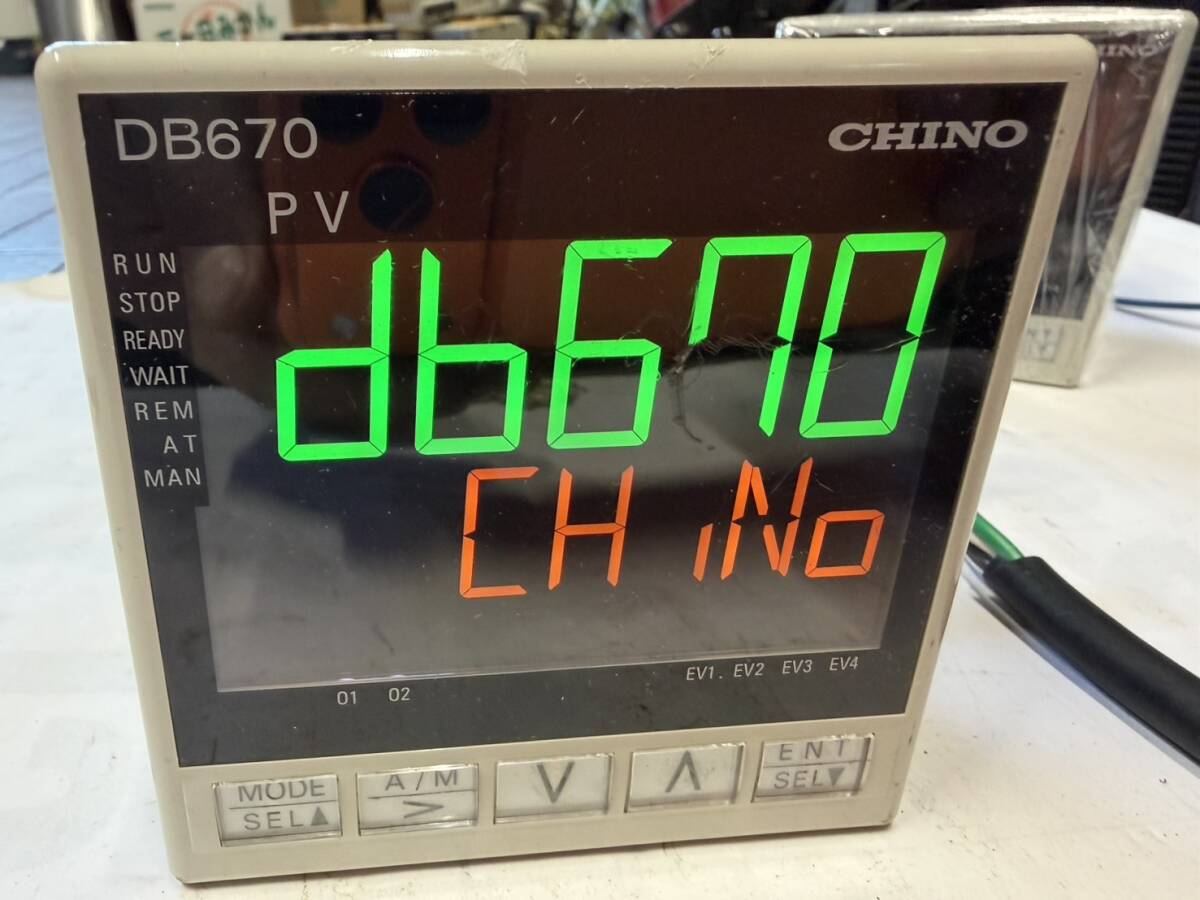 DB670
CHINO
PV
RUN
STOP
READY
WAIT
REM
AT
MAN
db670
CHiNo
01 02
EV1. EV2 EV3 EV4
MODE
SEL▲
A/M
>
∨
∧
ENT
SEL▼